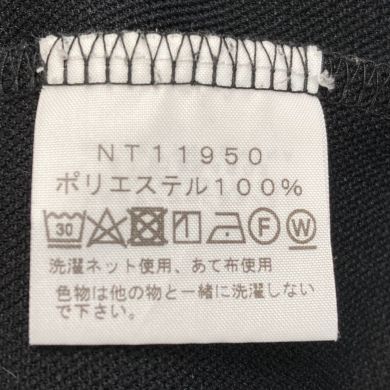 NT11950
ポリエステル100%
30 F W
洗濯ネット使用、あて布使用
色物は他の物と一緒に洗濯しない
で下さい。